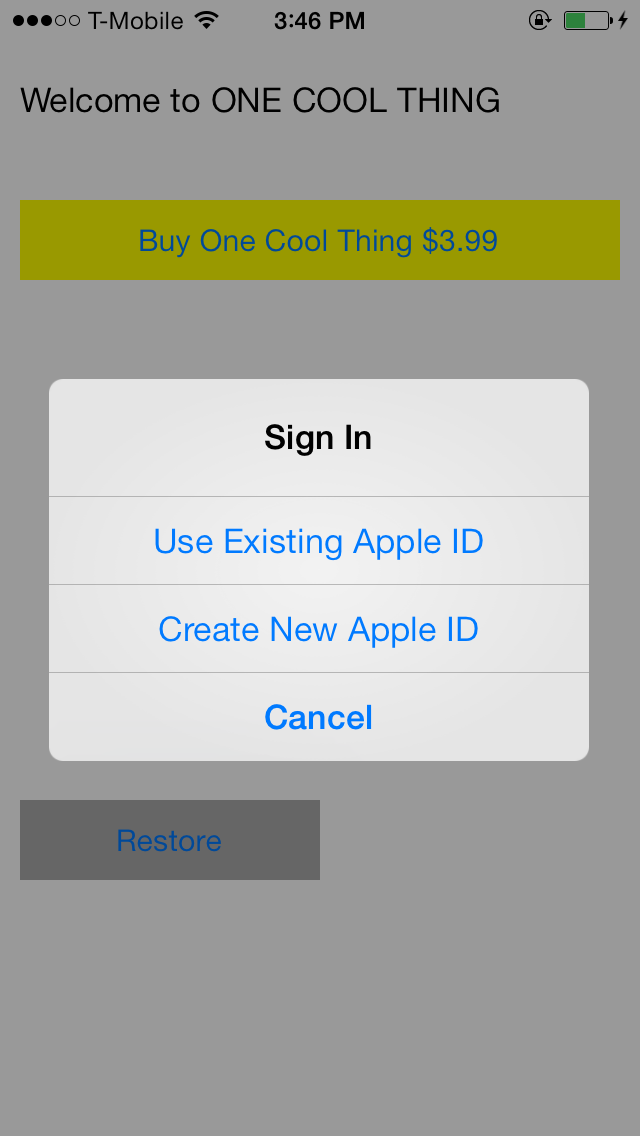 T-Mobile 3:46 PM
Welcome to ONE COOL THING
Buy One Cool Thing $3.99
Sign In
Use Existing Apple ID
Create New Apple ID
Cancel
Restore